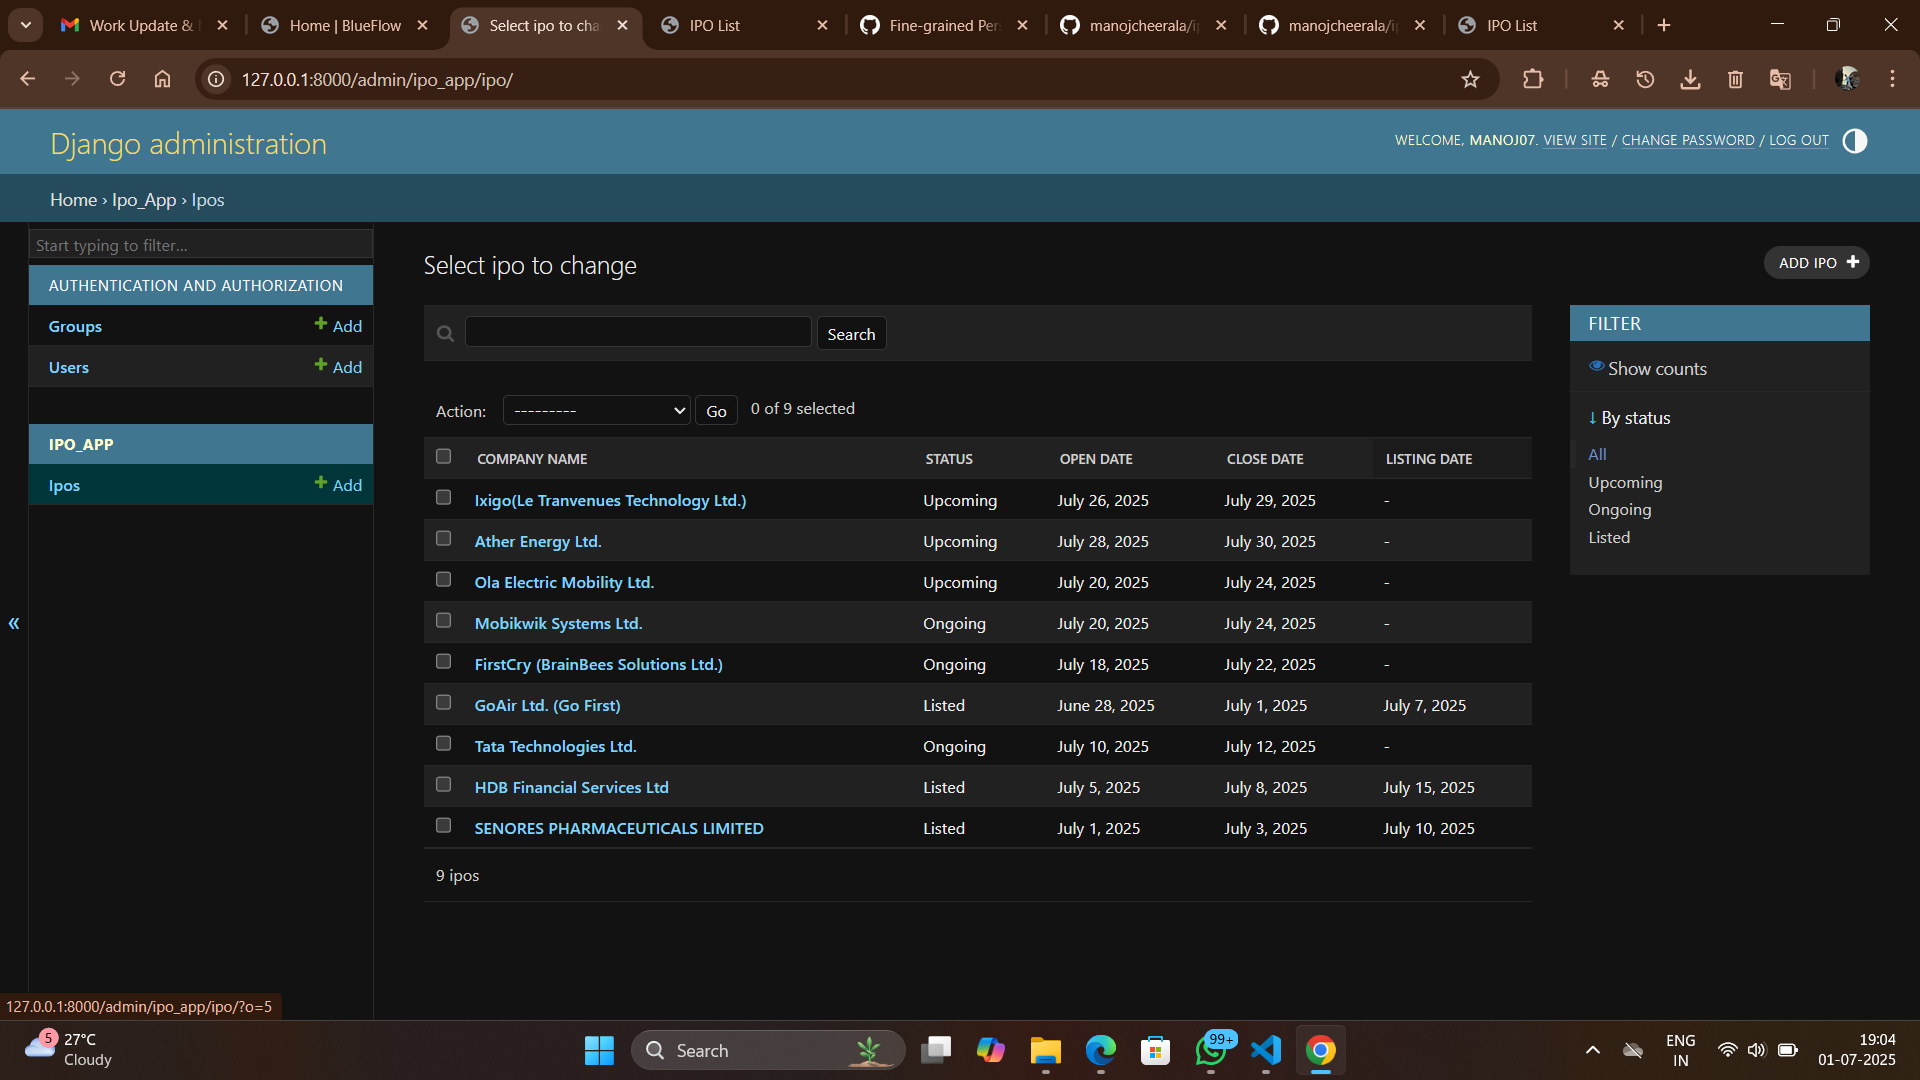 Work Update &
Home | BlueFlow
Select ipo to cha
IPO List
Fine-grained Per
manojcheerala/i
manojcheerala/i
IPO List
127.0.0.1:8000/admin/ipo_app/ipo/
Django administration
WELCOME, MANOJ07. VIEW SITE / CHANGE PASSWORD / LOG OUT
Home › Ipo_App › Ipos
Start typing to filter...
AUTHENTICATION AND AUTHORIZATION
Groups + Add
Users + Add
IPO_APP
Ipos + Add
«
Select ipo to change
ADD IPO +
Search
Action: --------- Go 0 of 9 selected
COMPANY NAME STATUS OPEN DATE CLOSE DATE LISTING DATE
Ixigo(Le Tranvenues Technology Ltd.) Upcoming July 26, 2025 July 29, 2025 -
Ather Energy Ltd. Upcoming July 28, 2025 July 30, 2025 -
Ola Electric Mobility Ltd. Upcoming July 20, 2025 July 24, 2025 -
Mobikwik Systems Ltd. Ongoing July 20, 2025 July 24, 2025 -
FirstCry (BrainBees Solutions Ltd.) Ongoing July 18, 2025 July 22, 2025 -
GoAir Ltd. (Go First) Listed June 28, 2025 July 1, 2025 July 7, 2025
Tata Technologies Ltd. Ongoing July 10, 2025 July 12, 2025 -
HDB Financial Services Ltd Listed July 5, 2025 July 8, 2025 July 15, 2025
SENORES PHARMACEUTICALS LIMITED Listed July 1, 2025 July 3, 2025 July 10, 2025
9 ipos
FILTER
Show counts
↓ By status
All
Upcoming
Ongoing
Listed
127.0.0.1:8000/admin/ipo_app/ipo/?o=5
5
27°C
Cloudy
Search
99+
ENG
IN
19:04
01-07-2025